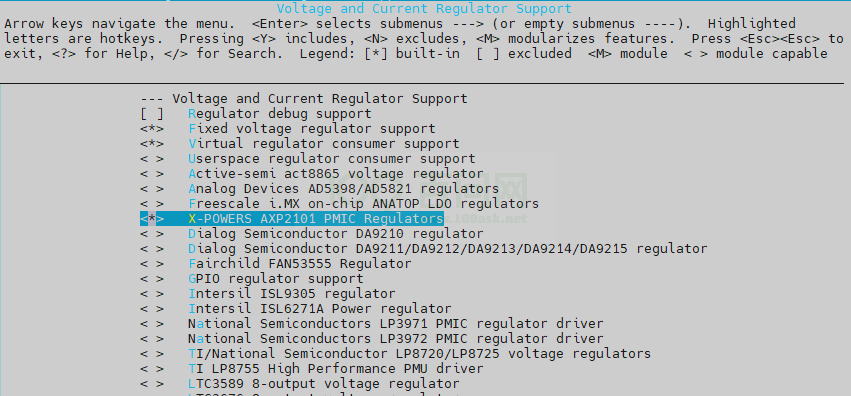 Voltage and Current Regulator Support
Arrow keys navigate the menu. <Enter> selects submenus ---> (or empty submenus ----). Highlighted
letters are hotkeys. Pressing <Y> includes, <N> excludes, <M> modularizes features. Press <Esc><Esc> to
exit, <?> for Help, </> for Search. Legend: [*] built-in [ ] excluded <M> module < > module capable
--- Voltage and Current Regulator Support
[ ] Regulator debug support
<*> Fixed voltage regulator support
<*> Virtual regulator consumer support
< > Userspace regulator consumer support
< > Active-semi act8865 voltage regulator
< > Analog Devices AD5398/AD5821 regulators
< > Freescale i.MX on-chip ANATOP LDO regulators
<*> X-POWERS AXP2101 PMIC Regulators
< > Dialog Semiconductor DA9210 regulator
< > Dialog Semiconductor DA9211/DA9212/DA9213/DA9214/DA9215 regulator
< > Fairchild FAN53555 Regulator
< > GPIO regulator support
< > Intersil ISL9305 regulator
< > Intersil ISL6271A Power regulator
< > National Semiconductors LP3971 PMIC regulator driver
< > National Semiconductors LP3972 PMIC regulator driver
< > TI/National Semiconductor LP8720/LP8725 voltage regulators
< > TI LP8755 High Performance PMU driver
< > LTC3589 8-output voltage regulator